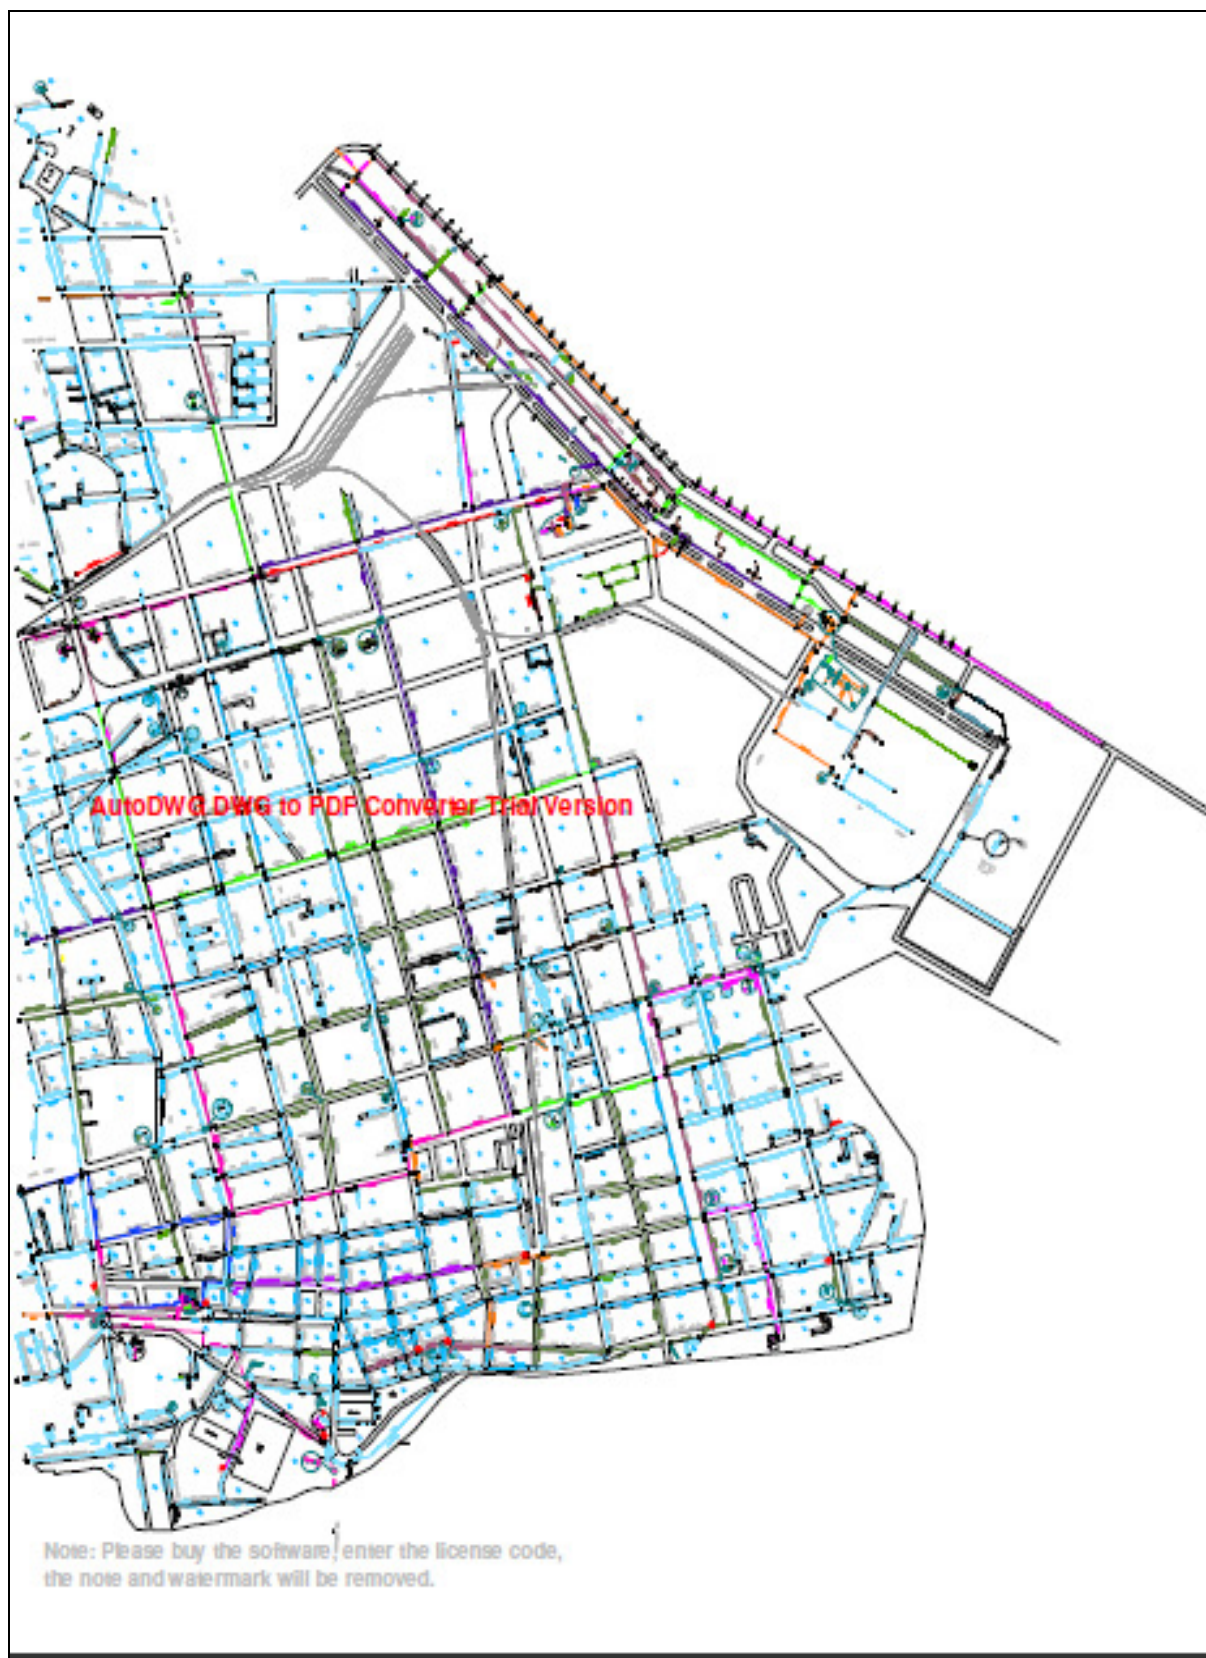 AutoDWG DWG to PDF Converter Trial Version
Note: Please buy the software, enter the license code,
the note and watermark will be removed.